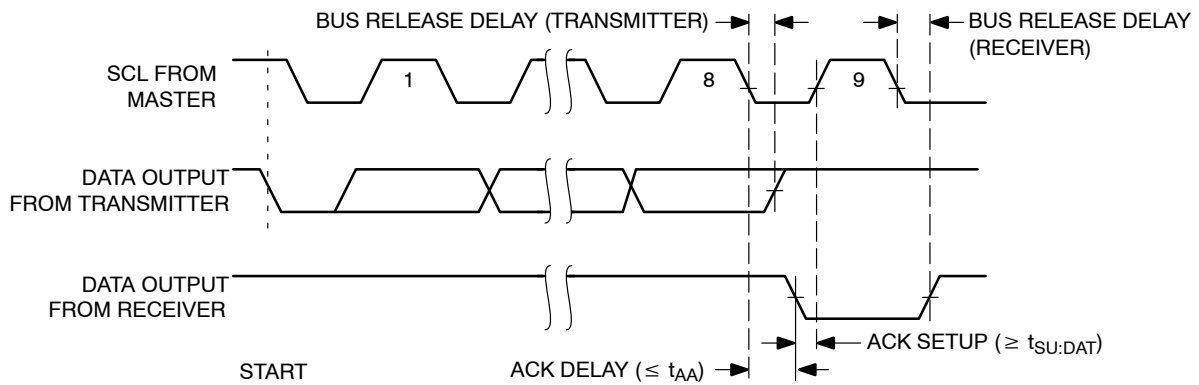 BUS RELEASE DELAY (TRANSMITTER)
BUS RELEASE DELAY
(RECEIVER)
SCL FROM
MASTER
1
8
9
DATA OUTPUT
FROM TRANSMITTER
DATA OUTPUT
FROM RECEIVER
ACK SETUP (≥ tSU:DAT)
START
ACK DELAY (≤ tAA)